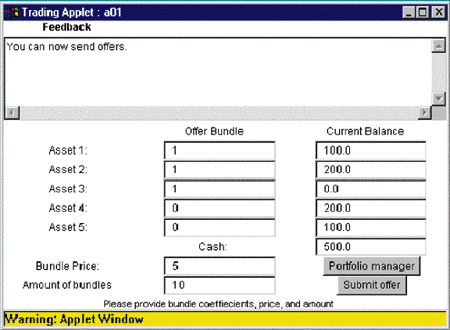 Trading Applet : a01
Feedback
You can now send offers.
Offer Bundle Current Balance
Asset 1: 1 100.0
Asset 2: 1 200.0
Asset 3: 1 0.0
Asset 4: 0 200.0
Asset 5: 0 100.0
Cash: 500.0
Bundle Price: 5 Portfolio manager
Amount of bundles 10 Submit offer
Please provide bundle coeffiecients, price, and amount
Warning: Applet Window